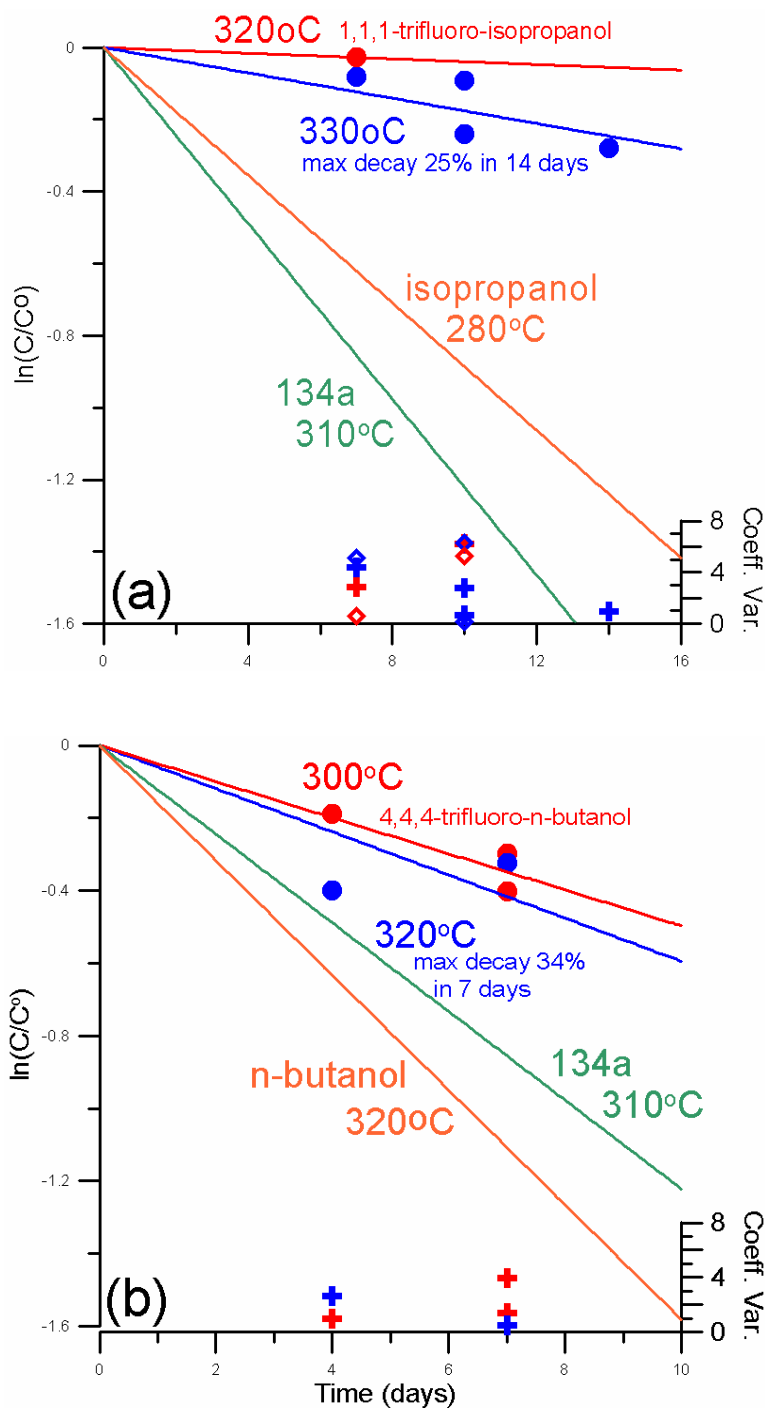 320oC 1,1,1-trifluoro-isopropanol
0
330oC
max decay 25% in 14 days
-0.4
ln(C/Cº)
isopropanol
280ºC
-0.8
134a
310ºC
-1.2
8
4
0
Coeff. Var.
(a)
-1.6
0 4 8 12 16
0
300ºC
4,4,4-trifluoro-n-butanol
-0.4
320ºC
max decay 34%
in 7 days
ln(C/Cº)
-0.8
n-butanol
320oC
134a
310ºC
-1.2
8
4
0
Coeff. Var.
(b)
-1.6
0 2 4 6 8 10
Time (days)